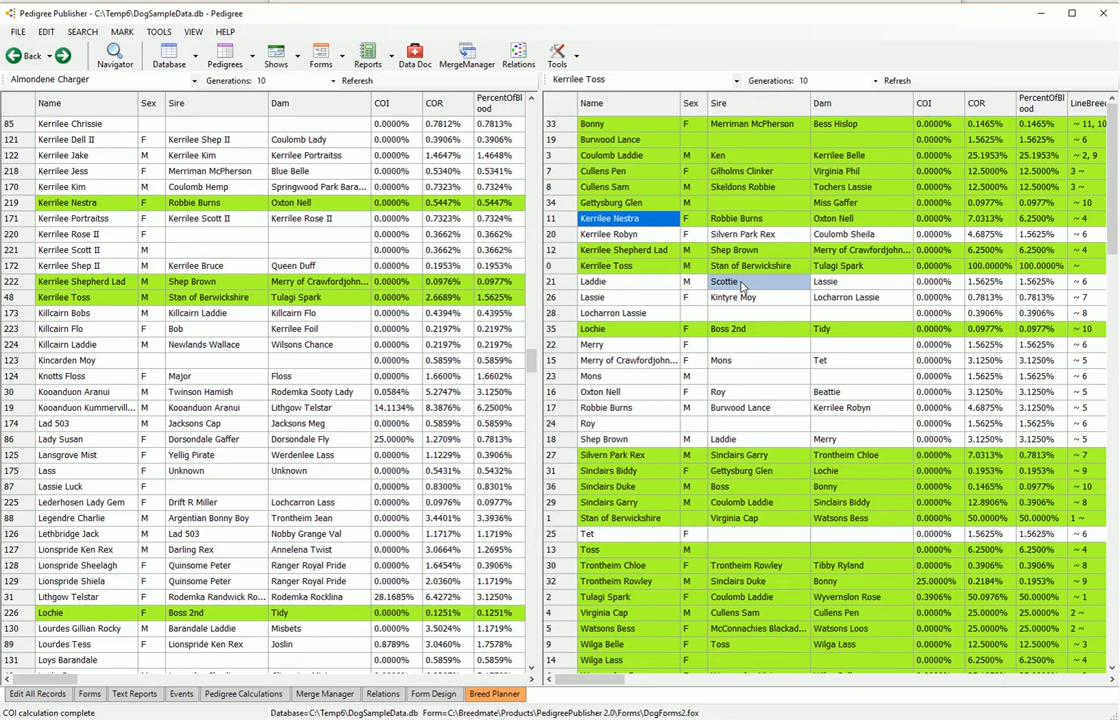 Pedigree Publisher - C:\Temp6\DogSampleData.db - Pedigree
FILE EDIT SEARCH MARK TOOLS VIEW HELP
Back Navigator Database Pedigrees Shows Forms Reports Data Doc MergeManager Relations Tools
Almondene Charger Generations: 10 Referesh
Name Sex Sire Dam COI COR PercentOfBlood
85 Kerrilee Chrissie 0.0000% 0.7812% 0.7813%
121 Kerrilee Dell II F Kerrilee Shep II Coulomb Lady 0.0000% 0.3906% 0.7813%
122 Kerrilee Jake M Kerrilee Kim Kerrilee Portraitss 0.0000% 1.4647% 1.4648%
218 Kerrilee Jess F Merriman McPherson Blue Belle 0.0000% 0.5340% 0.5341%
170 Kerrilee Kim M Coulomb Hemp Springwood Park Bara... 0.0000% 0.7323% 0.7324%
219 Kerrilee Nestra F Robbie Burns Oxton Nell 0.0000% 0.5447% 0.5447%
171 Kerrilee Portraitss M Kerrilee Scott II Kerrilee Rose II 0.0000% 0.7323% 0.7324%
220 Kerrilee Rose II F 0.0000% 0.3662% 0.3662%
221 Kerrilee Scott II M 0.0000% 0.3662% 0.3662%
172 Kerrilee Shep II M Kerrilee Bruce Queen Duff 0.0000% 0.1953% 0.1953%
222 Kerrilee Shepherd Lad M Shep Brown Merry of Crawfordjohn... 0.0000% 0.5447% 0.5447%
48 Kerrilee Toss M Stan of Berwickshire Tulagi Spark 0.0000% 2.6689% 1.5625%
173 Killcairn Bobs M Killcairn Laddie Killcairn Flo 0.0000% 0.4394% 0.4395%
223 Killcairn Flo F Bob Kerrilee Foil 0.0000% 0.2197% 0.2197%
224 Killcairn Laddie M Newlands Wallace Wilsons Chance 0.0000% 0.2197% 0.2197%
123 Kincarden Moy 0.0000% 0.5859% 0.5859%
124 Knotts Floss F Major Floss 0.0000% 1.6600% 1.6602%
30 Kooanduon Aranui M Twinson Hamish Rodemka Sooty Lady 0.0584% 5.3476% 3.1250%
19 Kooanduon Kummervill... M Kooanduon Aranui Lithgow Telstar 14.1134% 8.3876% 6.2500%
174 Lad 503 M Jacksons Cap Jacksons Meg 0.0000% 0.5859% 0.5859%
86 Lady Susan F Dorsondale Gaffer Dorsondale Fly 25.0000% 1.2709% 0.7813%
125 Lansgrove Mist F Yellig Pirate Werdenlee Lass 0.0000% 1.1229% 0.3906%
175 Lass F Unknown Unknown 0.0000% 0.5431% 0.5432%
87 Lassie Luck F 0.0000% 0.8300% 0.8301%
225 Lederhosen Lady Gem F Drift R Miller Lochcarron Lass 0.0000% 0.0976% 0.0977%
88 Legendre Charlie M Argentian Bonny Boy Trontheim Jean 0.0000% 3.4401% 3.3936%
126 Lethbridge Jack M Lad 503 Nobby Grange Val 0.0000% 1.1717% 1.1719%
127 Lionspride Ken Rex M Darling Rex Annelena Twist 0.0000% 3.0664% 1.2695%
128 Lionspride Sheelagh F Quinsome Peter Ranger Royal Pride 0.0000% 1.6454% 0.3906%
129 Lionspride Shiela F Quinsome Peter Ranger Royal Pride 0.0000% 2.0360% 1.1719%
31 Lithgow Telstar F Rodemka Randwick Ro... Rodemka Rocklina 28.1685% 6.4272% 3.1250%
226 Lochie F Boss 2nd Tidy 0.0000% 0.1251% 0.1251%
130 Lourdes Gillian Rocky M Barandale Laddie Misbets 0.0000% 3.5024% 1.1719%
89 Lourdes Tess F Lionspride Ken Rex Joslin 0.8789% 3.1030% 1.7578%
131 Loys Barandale 0.0000% 0.5859% 0.5859%
Kerrilee Toss Generations: 10 Refresh
Name Sex Sire Dam COI COR PercentOfBlood LineBreed
33 Bonny F Merriman McPherson Bess Hislop 0.0000% 0.1465% 0.1465% ~ 11, 10
19 Burwood Lance 0.0000% 1.5625% 1.5625% ~ 6
3 Coulomb Laddie M Ken Kerrilee Belle 0.0000% 25.1953% 25.1953% ~ 2, 9
7 Cullens Pen F Gilholms Chris Virginia Phil 0.0000% 12.5000% 12.5000% 3 ~
8 Cullens Sam M Skeldons Robbie Tochers Lassie 0.0000% 12.5000% 12.5000% 3 ~
34 Gettysburg Glen M Miss Gaffer 0.0000% 0.0977% 0.0977% ~ 10
11 Kerrilee Nestra F Robbie Burns Oxton Nell 0.0000% 7.0313% 6.2500% ~ 4
20 Kerrilee Robyn F Silvern Park Rex Coulomb Sheila 0.0000% 4.6875% 1.5625% ~ 6
12 Kerrilee Shepherd Lad M Shep Brown Merry of Crawfordjohn... 0.0000% 6.2500% 6.2500% ~ 4
0 Kerrilee Toss M Stan of Berwickshire Tulagi Spark 0.0000% 100.0000% 100.0000% ~
21 Laddie M Scottie Lassie 0.0000% 1.5625% 1.5625% ~ 6
26 Lassie F Kintyre Moy Locharron Lassie 0.0000% 0.7813% 0.7813% ~ 7
28 Locharron Lassie 0.0000% 0.3906% 0.3906% ~ 8
35 Lochie F Boss 2nd Tidy 0.0000% 0.0977% 0.0977% ~ 10
22 Merry F 0.0000% 1.5625% 1.5625% ~ 6
15 Merry of Crawfordjohn... F Mons Tet 0.0000% 3.1250% 3.1250% ~ 5
23 Mons M 0.0000% 1.5625% 1.5625% ~ 6
16 Oxton Nell F Roy Beattie 0.0000% 3.1250% 3.1250% ~ 5
17 Robbie Burns M Burwood Lance Kerrilee Robyn 0.0000% 4.6875% 3.1250% ~ 5
24 Roy M 0.0000% 1.5625% 1.5625% ~ 6
18 Shep Brown M Laddie Merry 0.0000% 3.1250% 3.1250% ~ 5
27 Silvern Park Rex M Sinclairs Garry Trontheim Chloe 0.0000% 7.0313% 0.7813% ~ 7
31 Sinclairs Biddy F Gettysburg Glen Lochie 0.0000% 0.1953% 0.1953% ~ 9
36 Sinclairs Duke M Boss Bonny 0.0000% 0.1465% 0.0977% ~ 10
29 Sinclairs Garry M Coulomb Laddie Sinclairs Biddy 0.0000% 12.8906% 0.3906% ~ 8
1 Stan of Berwickshire M Virginia Cap Watsons Bess 0.0000% 50.0000% 50.0000% 1 ~
25 Tet F 0.0000% 1.5625% 1.5625% ~ 6
13 Toss M 0.0000% 6.2500% 6.2500% ~ 4
30 Trontheim Chloe F Trontheim Rowley Tibby Ryland 0.0000% 0.3906% 0.3906% ~ 8
32 Trontheim Rowley M Sinclairs Duke Bonny 25.0000% 0.2184% 0.1953% ~ 9
2 Tulagi Spark F Coulomb Laddie Wyvernslon Rose 0.3906% 50.0976% 50.0000% ~ 1
4 Virginia Cap M Cullens Sam Cullens Pen 0.0000% 25.0000% 25.0000% 2 ~
5 Watsons Bess F McConnachies Blackad... Watsons Loos 0.0000% 25.0000% 25.0000% 2 ~
9 Wilga Belle F Toss Wilga Lass 0.0000% 12.5000% 12.5000% ~ 3
14 Wilga Lass F 0.0000% 6.2500% 6.2500% ~ 4
Edit All Records Forms Text Reports Events Pedigree Calculations Merge Manager Relations Form Design Breed Planner
COI calculation complete Database=C:\Temp6\DogSampleData.db Form=C:\Breedmate\Products\PedigreePublisher 2.0\Forms\DogForms2.fox